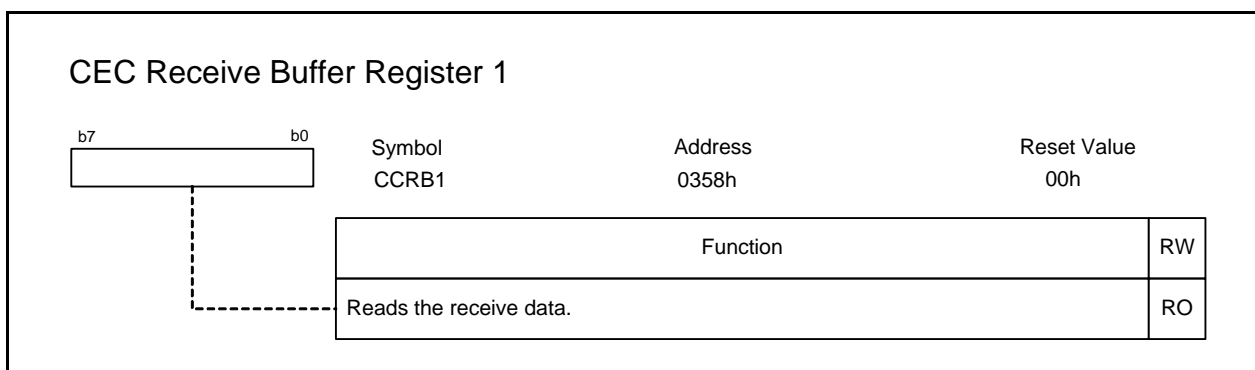 CEC Receive Buffer Register 1
b7 b0
Symbol Address Reset Value
CCRB1 0358h 00h
Function RW
Reads the receive data. RO